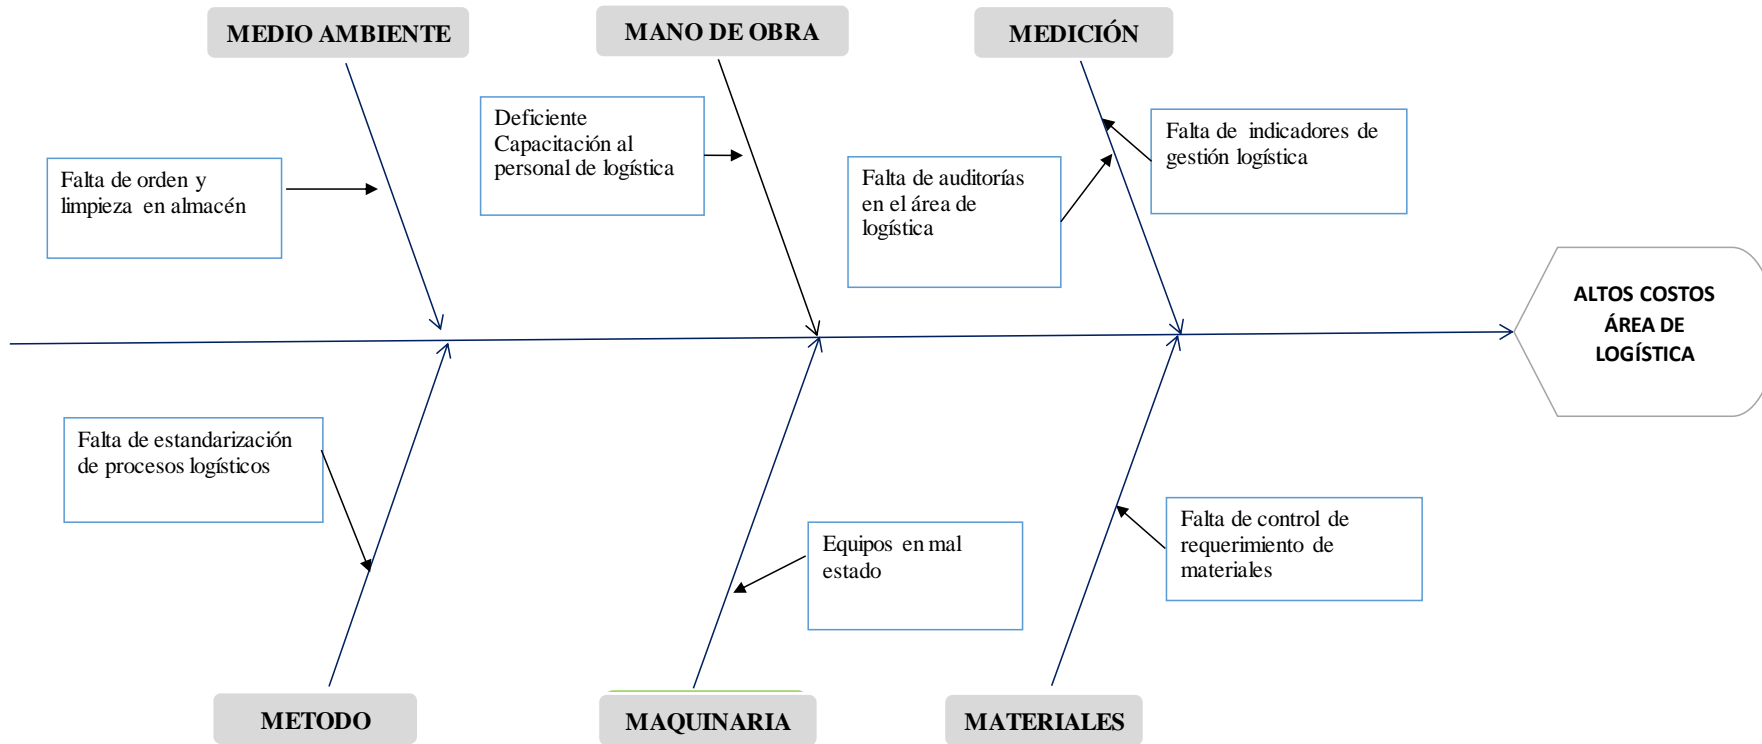 MEDIO AMBIENTE
MANO DE OBRA
MEDICIÓN
Deficiente
Capacitación al
personal de logística
Falta de indicadores de
gestión logística
Falta de orden y
limpieza en almacén
Falta de auditorías
en el área de
logística
ALTOS COSTOS
ÁREA DE
LOGÍSTICA
Falta de estandarización
de procesos logísticos
Equipos en mal
estado
Falta de control de
requerimiento de
materiales
METODO
MAQUINARIA
MATERIALES